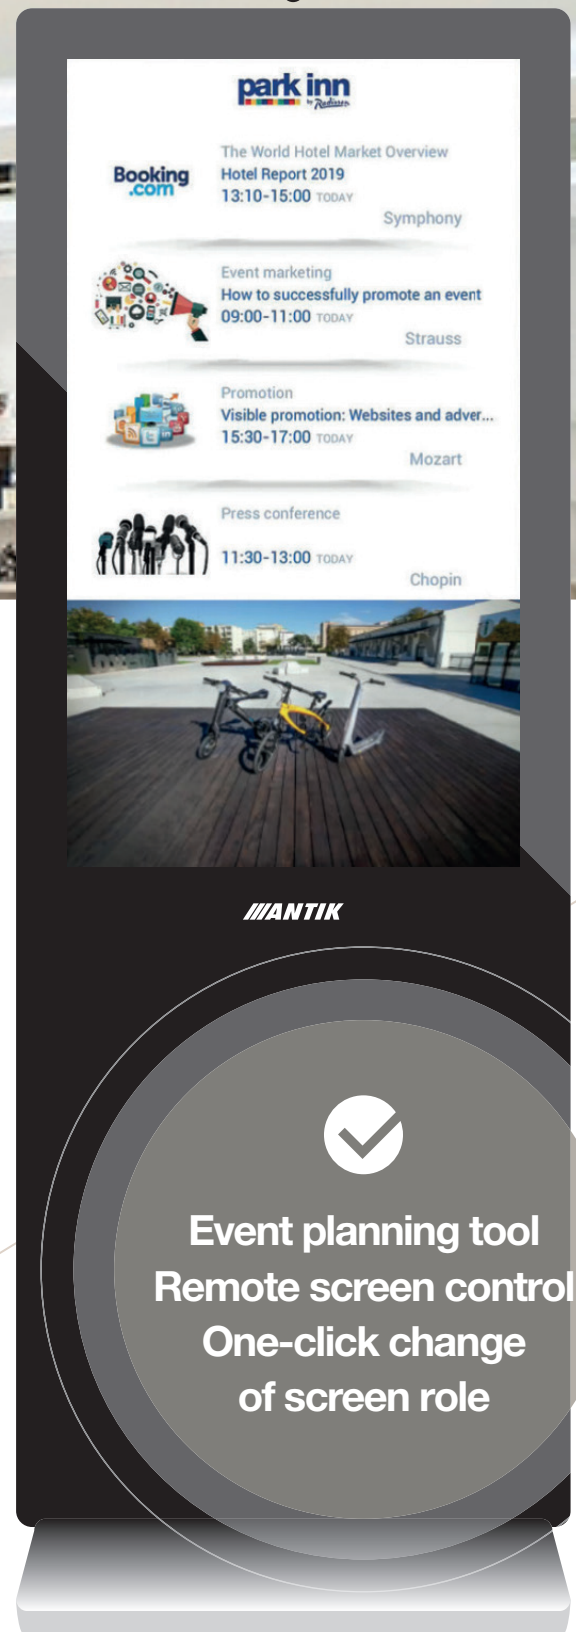 park inn
by Radisson
Booking
.com
The World Hotel Market Overview
Hotel Report 2019
13:10-15:00 TODAY
Symphony
Event marketing
How to successfully promote an event
09:00-11:00 TODAY
Strauss
Promotion
Visible promotion: Websites and adver...
15:30-17:00 TODAY
Mozart
Press conference
11:30-13:00 TODAY
Chopin
ANTIK
Event planning tool
Remote screen control
One-click change
of screen role